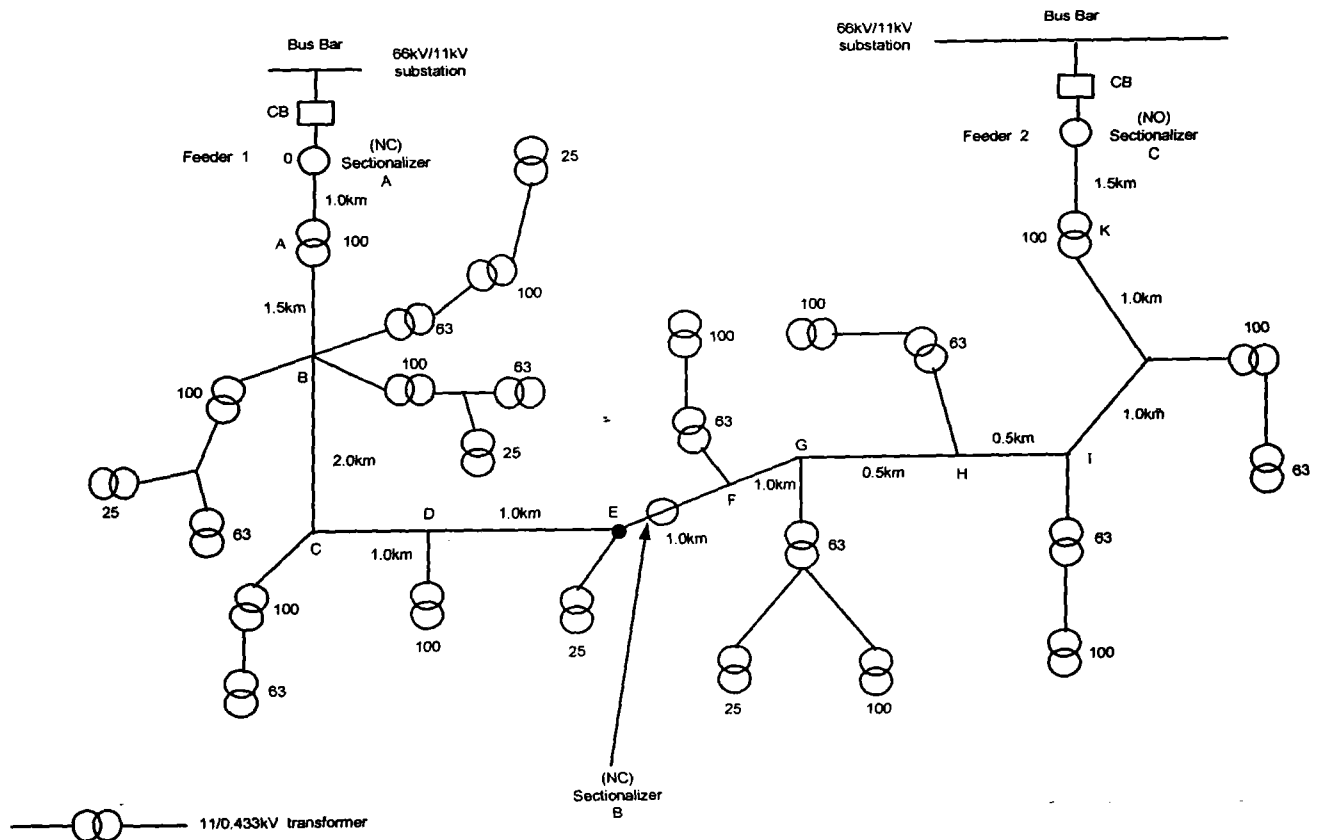 Bus Bar
66kV/11kV
substation
CB
Feeder 1
0
(NC)
Sectionalizer
A
1.0km
A
100
25
100
63
1.5km
B
100
63
25
100
25
63
2.0km
C
D
1.0km
1.0km
E
1.0km
100
63
100
25
100
63
F
1.0km
G
0.5km
H
0.5km
I
63
25
100
100
63
63
100
Bus Bar
66kV/11kV
substation
CB
Feeder 2
(NO)
Sectionalizer
C
1.5km
100
K
1.0km
1.0km
100
63
(NC)
Sectionalizer
B
11/0.433kV transformer